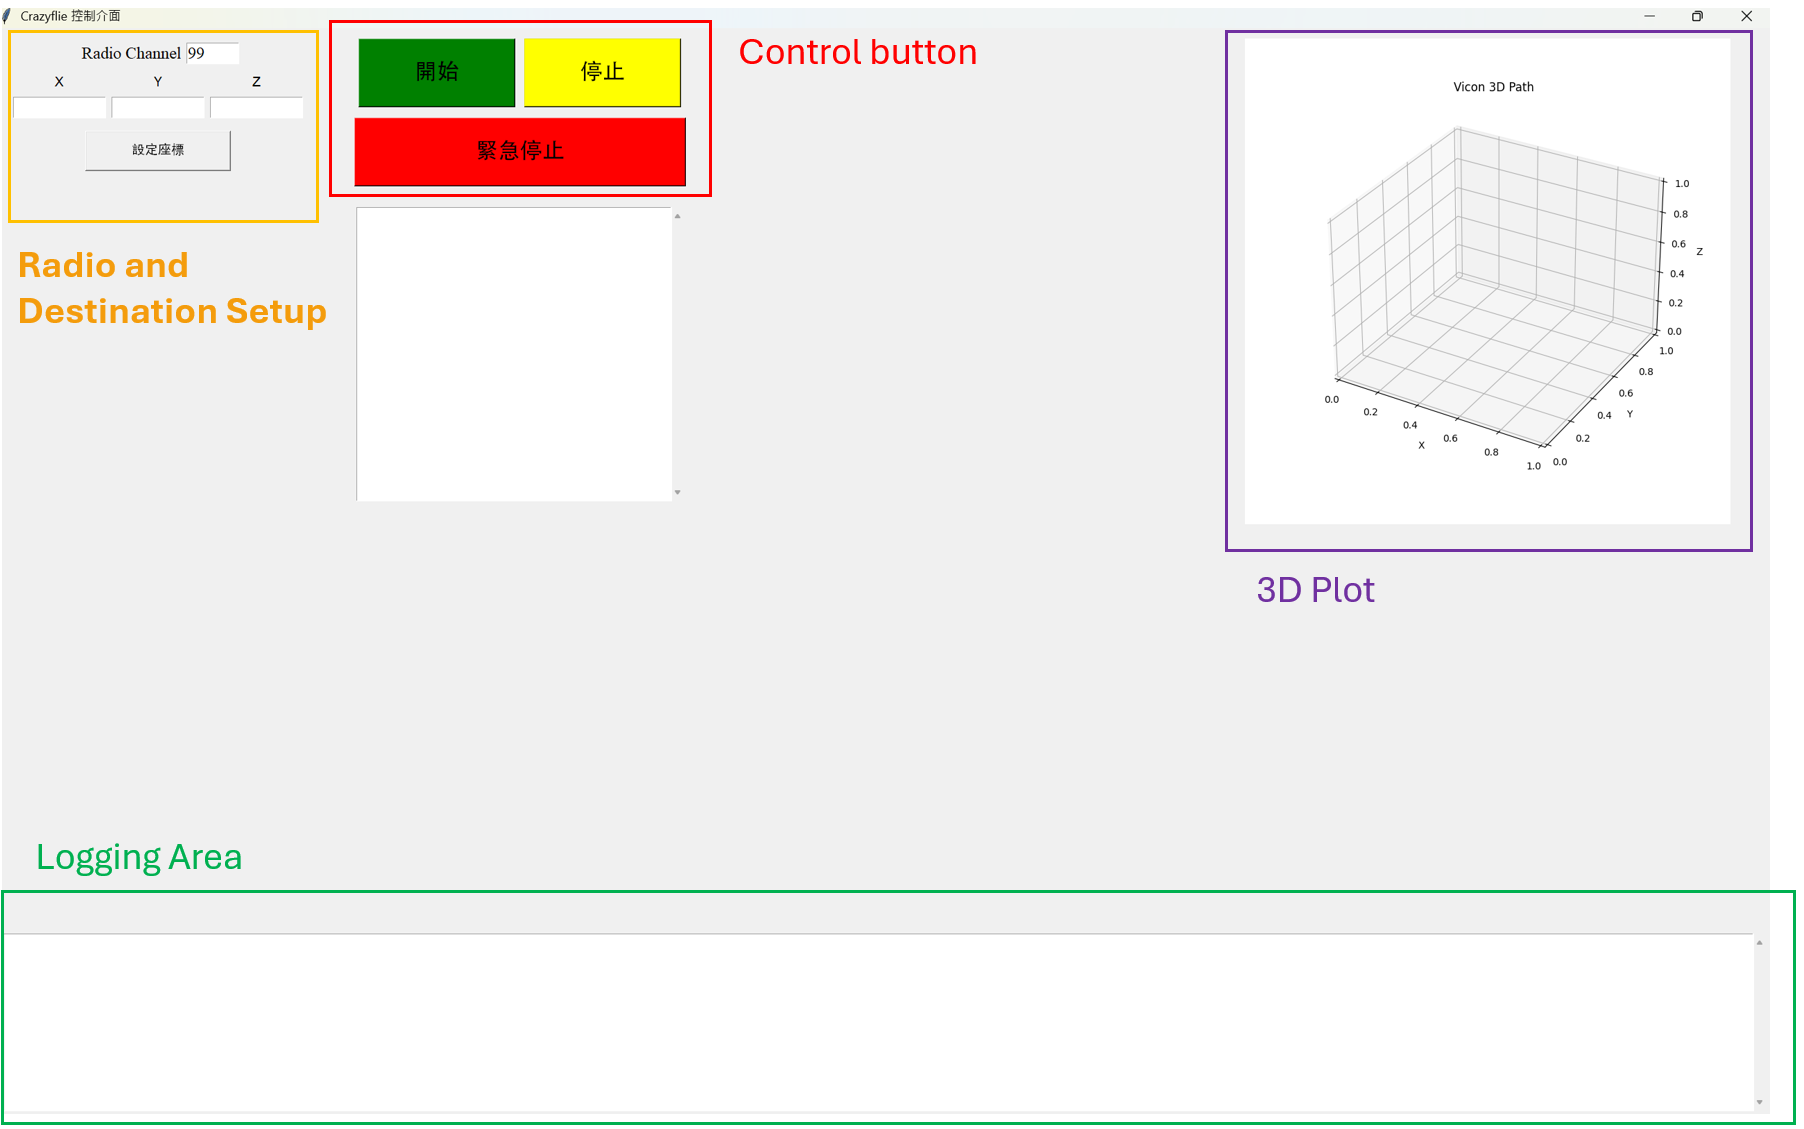 Crazyflie 控制介面
Radio Channel 99
X Y Z
設定座標
Radio and
Destination Setup
開始
停止
緊急停止
Control button
Vicon 3D Path
1.0
0.8
0.6
Z
0.4
0.2
0.0
1.0
0.8
0.6
0.4
Y
0.2
0.0
0.0
0.2
0.4
X
0.6
0.8
1.0
3D Plot
Logging Area